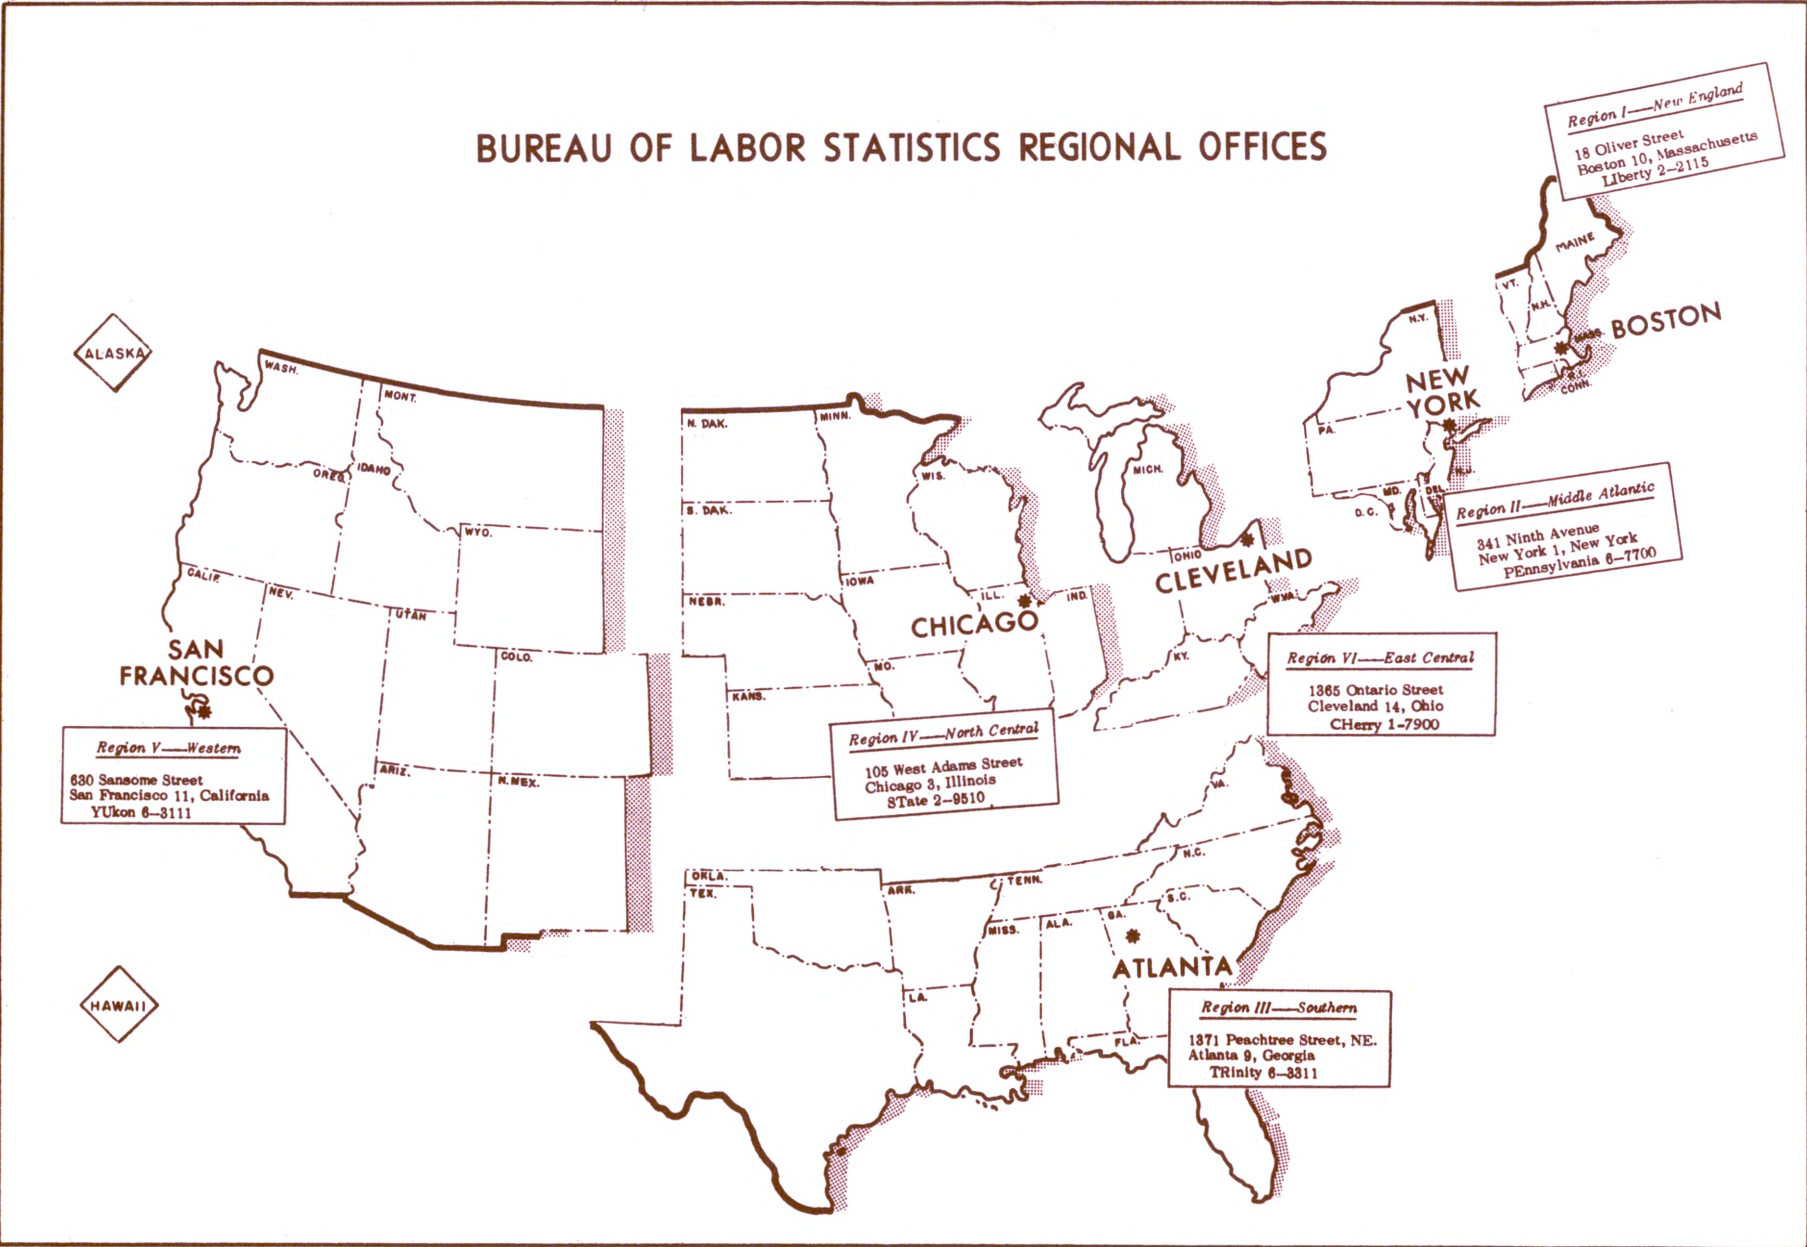 BUREAU OF LABOR STATISTICS REGIONAL OFFICES
Region I—New England
18 Oliver Street
Boston 10, Massachusetts
LIberty 2-2115
MAINE
VT.
N.H.
MASS.
BOSTON
R.I.
CONN.
N.Y.
NEW
YORK
PA.
N.J.
MD.
DEL.
D.C.
Region II—Middle Atlantic
341 Ninth Avenue
New York 1, New York
PEnnsylvania 6-7700
ALASKA
WASH.
MONT.
OREG.
IDAHO
WYO.
CALIF.
NEV.
UTAH
COLO.
SAN
FRANCISCO
Region V—Western
630 Sansome Street
San Francisco 11, California
YUkon 6-3111
ARIZ.
N.MEX.
N. DAK.
MINN.
S. DAK.
WIS.
NEBR.
IOWA
ILL.
IND.
CHICAGO
MO.
KANS.
Region IV—North Central
105 West Adams Street
Chicago 3, Illinois
STate 2-9510
MICH.
OHIO
CLEVELAND
W.VA.
KY.
Region VI—East Central
1365 Ontario Street
Cleveland 14, Ohio
CHerry 1-7900
VA.
N.C.
OKLA.
TEX.
ARK.
TENN.
S.C.
MISS.
ALA.
GA.
ATLANTA
LA.
FLA.
Region III—Southern
1371 Peachtree Street, NE.
Atlanta 9, Georgia
TRinity 6-3311
HAWAII